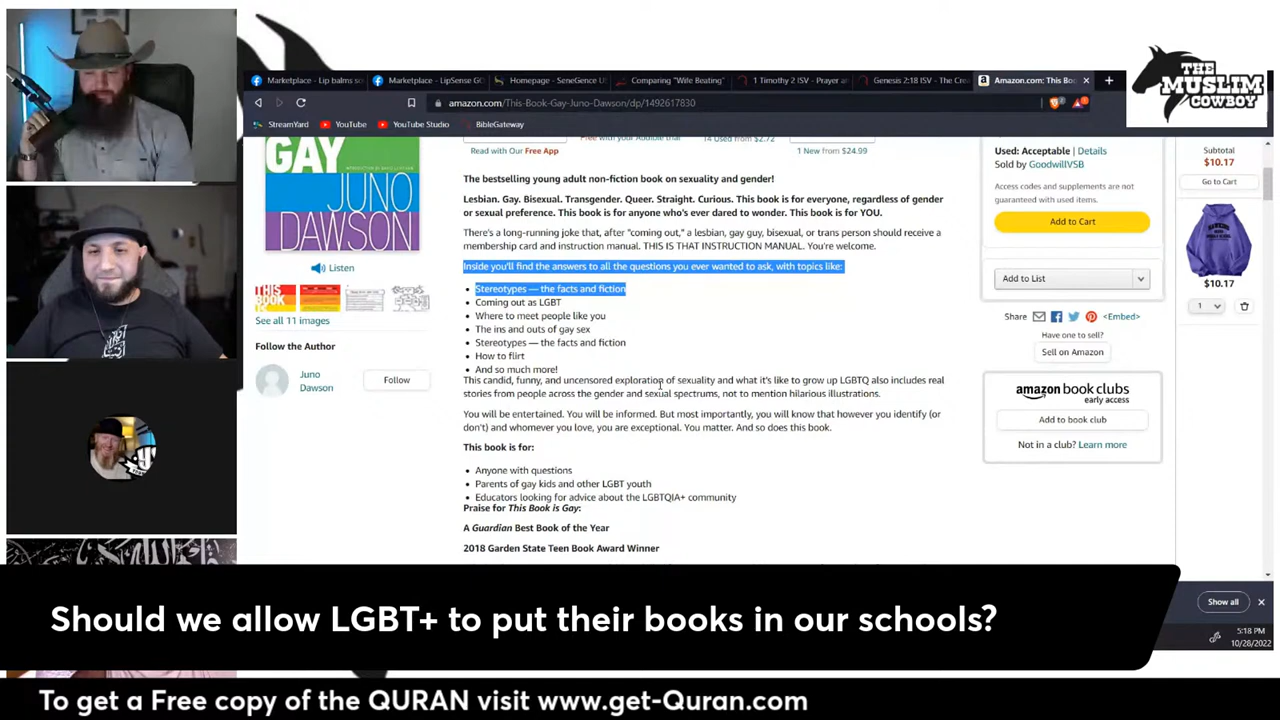 Marketplace - Lip balms so
Marketplace - LipSense GO
Homepage - SeneGence U
Comparing "Wife Beating"
1 Timothy 2 ISV - Prayer an
Genesis 2:18 ISV - The Cre
Amazon.com: This Boo
amazon.com/This-Book-Gay-Juno-Dawson/dp/1492617830
StreamYard
YouTube
YouTube Studio
BibleGateway
THE
MUSLIM
COWBOY
GAY
JUNO
DAWSON
Listen
See all 11 images
Follow the Author
Juno
Dawson
Follow
Free with your Audible trial
14 Used from $2.72
Read with Our Free App
1 New from $24.99
The bestselling young adult non-fiction book on sexuality and gender!
Lesbian. Gay. Bisexual. Transgender. Queer. Straight. Curious. This book is for everyone, regardless of gender
or sexual preference. This book is for anyone who's ever dared to wonder. This book is for YOU.
There's a long-running joke that, after "coming out," a lesbian, gay guy, bisexual, or trans person should receive a
membership card and instruction manual. THIS IS THAT INSTRUCTION MANUAL. You're welcome.
Inside you'll find the answers to all the questions you ever wanted to ask, with topics like:
• Stereotypes — the facts and fiction
• Coming out as LGBT
• Where to meet people like you
• The ins and outs of gay sex
• Stereotypes — the facts and fiction
• How to flirt
• And so much more!
This candid, funny, and uncensored exploration of sexuality and what it's like to grow up LGBTQ also includes real
stories from people across the gender and sexual spectrums, not to mention hilarious illustrations.
You will be entertained. You will be informed. But most importantly, you will know that however you identify (or
don't) and whomever you love, you are exceptional. You matter. And so does this book.
This book is for:
• Anyone with questions
• Parents of gay kids and other LGBT youth
• Educators looking for advice about the LGBTQIA+ community
Praise for This Book is Gay:
A Guardian Best Book of the Year
2018 Garden State Teen Book Award Winner
Used: Acceptable | Details
Sold by GoodwillVSB
Access codes and supplements are not
guaranteed with used items.
Add to Cart
Add to List
Share <Embed>
Have one to sell?
Sell on Amazon
amazon book clubs
early access
Add to book club
Not in a club? Learn more
Subtotal
$10.17
Go to Cart
$10.17
1
Show all
5:18 PM
10/28/2022
Should we allow LGBT+ to put their books in our schools?
To get a Free copy of the QURAN visit www.get-Quran.com